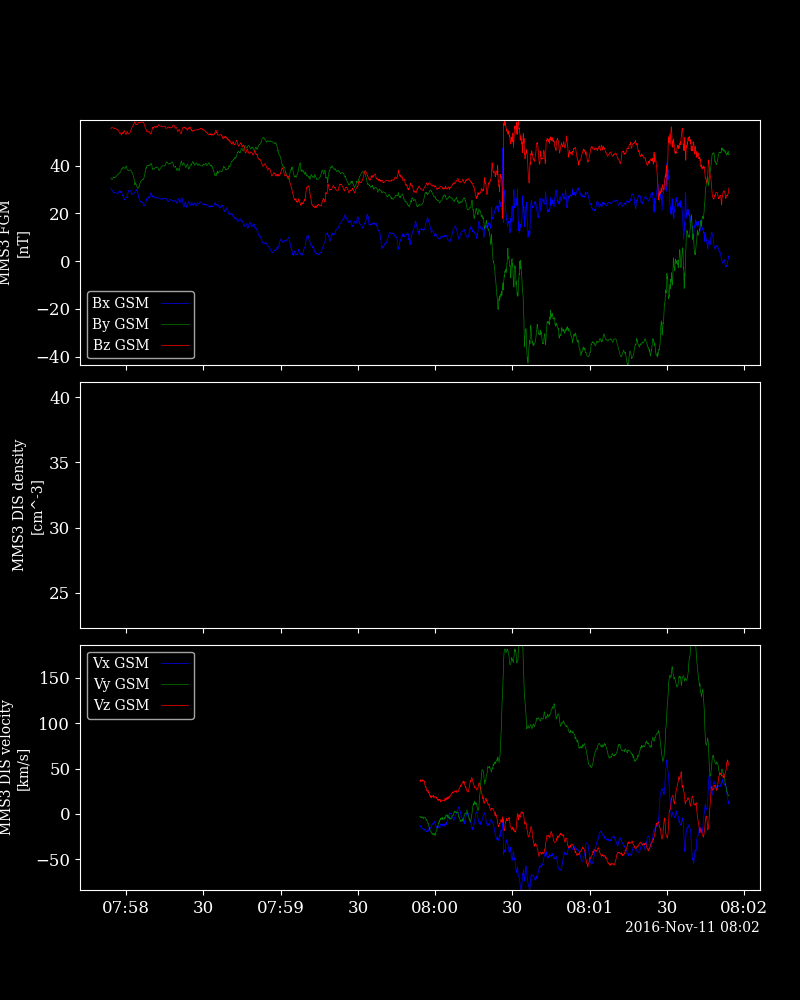 40
20
0
−20
−40
MMS3 FGM
[nT]
Bx GSM
By GSM
Bz GSM
40
35
30
25
MMS3 DIS density
[cm^-3]
150
100
50
0
−50
MMS3 DIS velocity
[km/s]
Vx GSM
Vy GSM
Vz GSM
07:58 30 07:59 30 08:00 30 08:01 30 08:02
2016-Nov-11 08:02